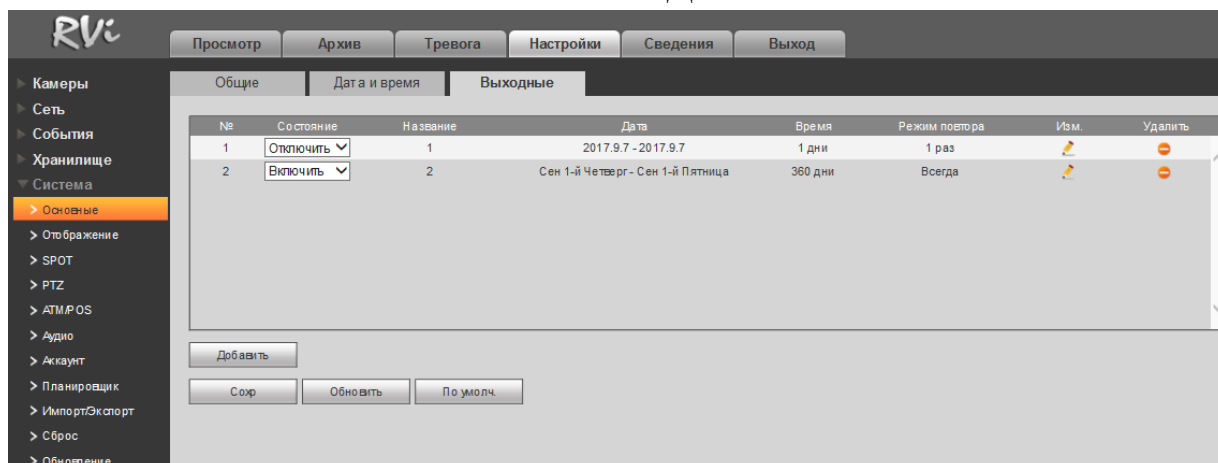 RVi
Просмотр Архив Тревога Настройки Сведения Выход
Камеры
Сеть
События
Хранилище
Система
Основные
Отображение
SPOT
PTZ
ATM/POS
Аудио
Аккаунт
Планировщик
Импорт/Экспорт
Сброс
Обновление
Общие Дата и время Выходные
№ Состояние Название Дата Время Режим повтора Изм. Удалить
1 Отключить 1 2017.9.7 - 2017.9.7 1 дни 1 раз
2 Включить 2 Сен 1-й Четверг - Сен 1-й Пятница 360 дни Всегда
Добавить
Сохр Обновить По умолч.